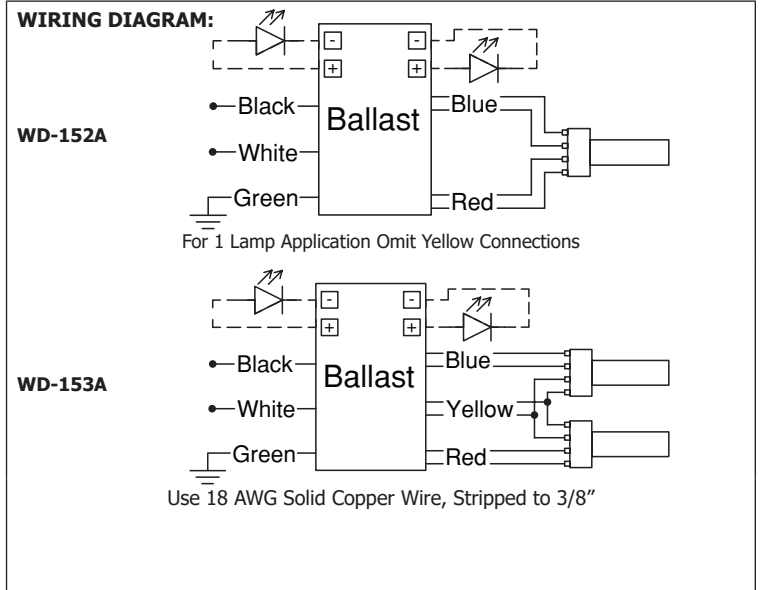 WIRING DIAGRAM:
WD-152A
- -
+ +
Black
White
Green
Ballast
Blue
Red
For 1 Lamp Application Omit Yellow Connections
WD-153A
- -
+ +
Black
White
Green
Ballast
Blue
Yellow
Red
Use 18 AWG Solid Copper Wire, Stripped to 3/8”